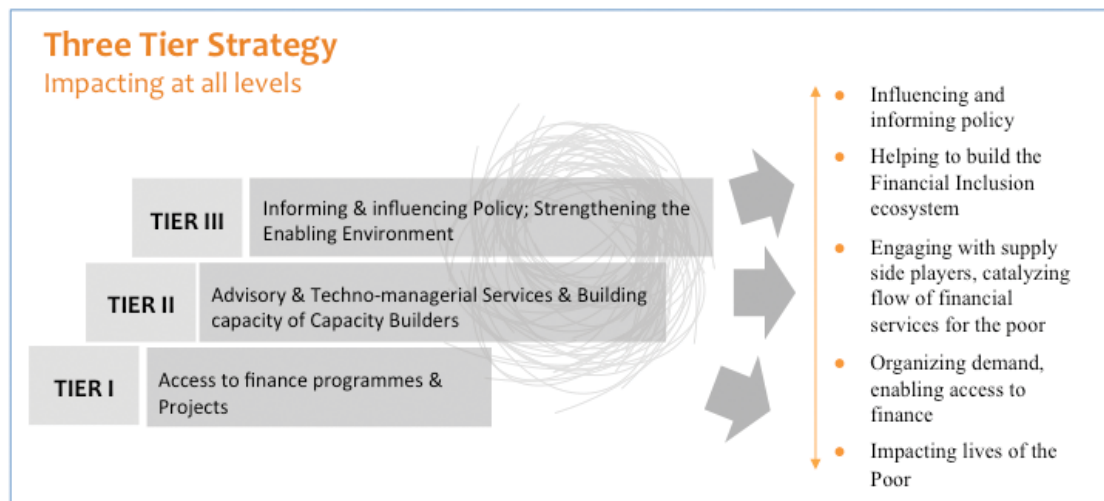 Three Tier Strategy
Impacting at all levels
TIER III
Informing & influencing Policy; Strengthening the
Enabling Environment
TIER II
Advisory & Techno-managerial Services & Building
capacity of Capacity Builders
TIER I
Access to finance programmes &
Projects
Influencing and
informing policy
Helping to build the
Financial Inclusion
ecosystem
Engaging with supply
side players, catalyzing
flow of financial
services for the poor
Organizing demand,
enabling access to
finance
Impacting lives of the
Poor